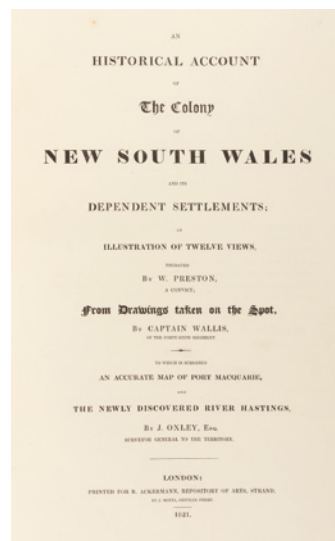 AN
HISTORICAL ACCOUNT
OF
The Colony
OF
NEW SOUTH WALES
AND ITS
DEPENDENT SETTLEMENTS;
IN
ILLUSTRATION OF TWELVE VIEWS,
ENGRAVED
BY W. PRESTON,
A CONVICT;
From Drawings taken on the Spot,
BY CAPTAIN WALLIS,
OF THE FORTY-SIXTH REGIMENT.
TO WHICH IS SUBJOINED
AN ACCURATE MAP OF PORT MACQUARIE,
AND
THE NEWLY DISCOVERED RIVER HASTINGS,
BY J. OXLEY, ESQ.
SURVEYOR GENERAL TO THE TERRITORY.
LONDON:
PRINTED FOR R. ACKERMANN, REPOSITORY OF ARTS, STRAND,
BY J. STREET.
1821.